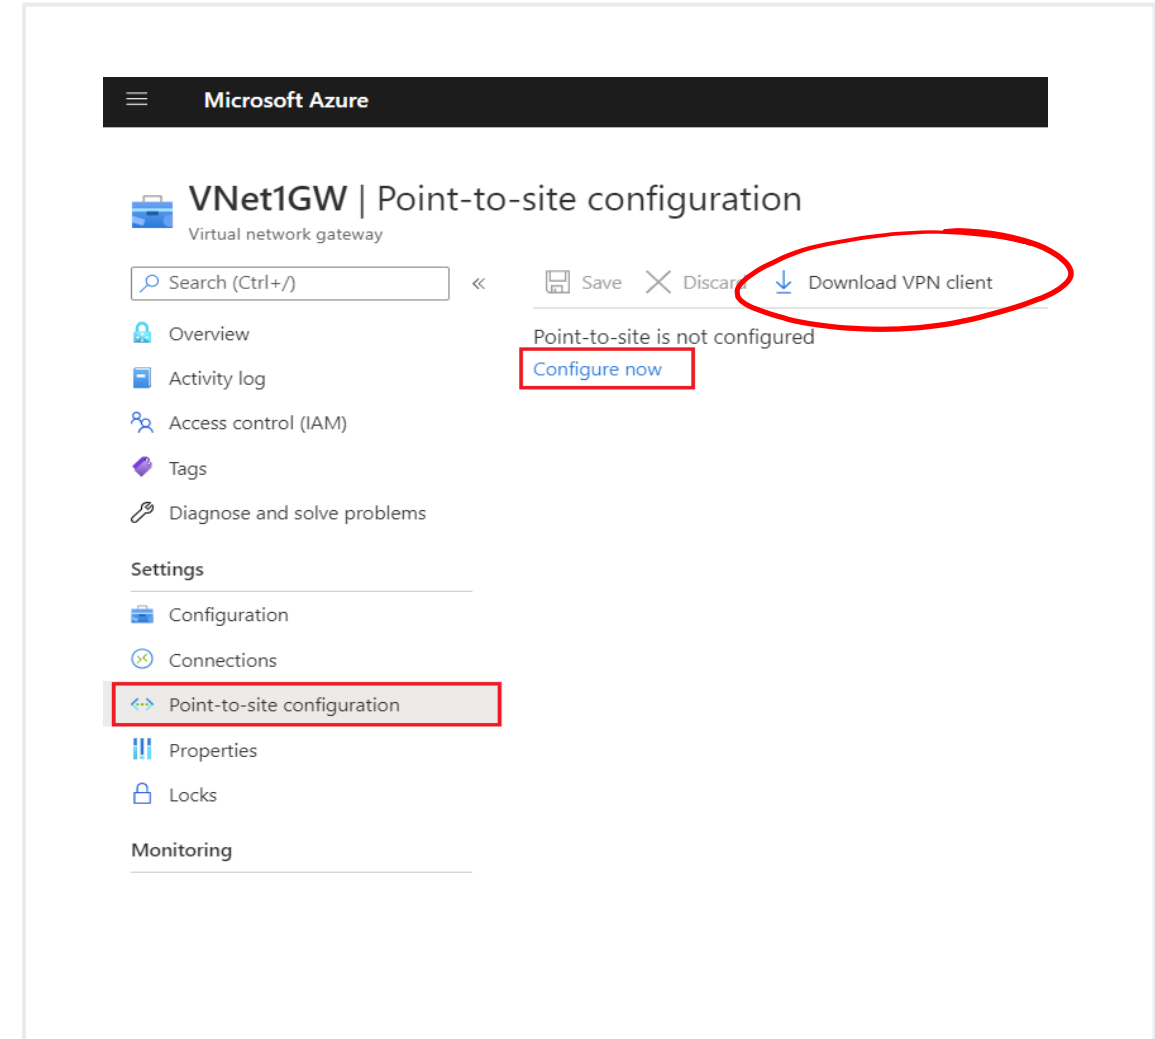 Microsoft Azure
VNet1GW | Point-to-site configuration
Virtual network gateway
Search (Ctrl+/)
«
Save
Discard
Download VPN client
Overview
Activity log
Access control (IAM)
Tags
Diagnose and solve problems
Settings
Configuration
Connections
Point-to-site configuration
Properties
Locks
Monitoring
Point-to-site is not configured
Configure now